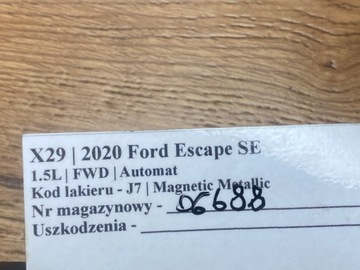 X29 | 2020 Ford Escape SE
1.5L | FWD | Automat
Kod lakieru - J7 | Magnetic Metallic
Nr magazynowy - 06688
Uszkodzenia -